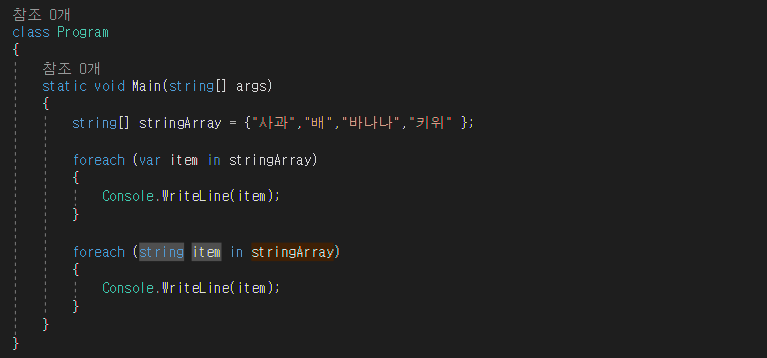 참조 0개
class Program
{
참조 0개
static void Main(string[] args)
{
string[] stringArray = {"사과","배","바나나","키위" };
foreach (var item in stringArray)
{
Console.WriteLine(item);
}
foreach (string item in stringArray)
{
Console.WriteLine(item);
}
}
}